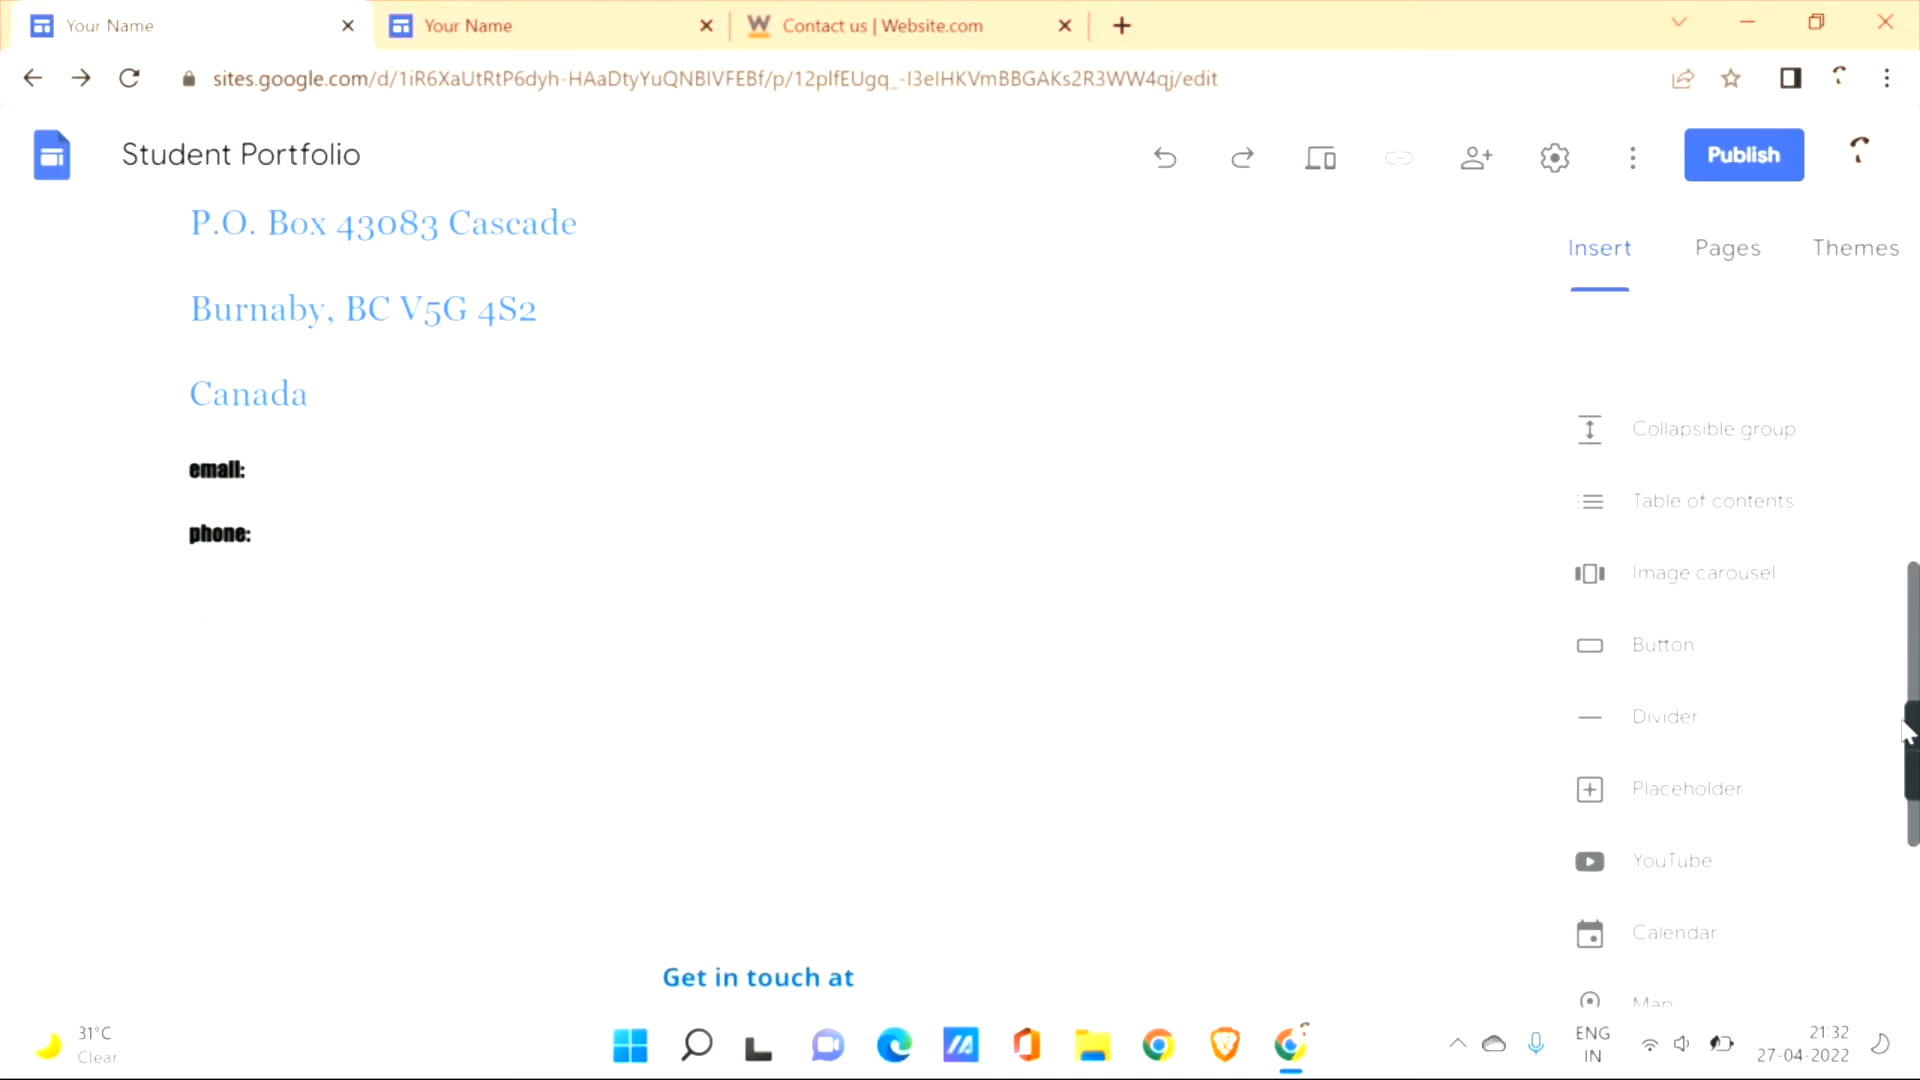 Your Name
Your Name
Contact us | Website.com
sites.google.com/d/1iR6XaUtRtP6dyh-HAaDtyYuQNBIVFEBf/p/12plfEUgq_-I3eIHKVmBBGAKs2R3WW4qj/edit
Student Portfolio
Publish
Insert
Pages
Themes
P.O. Box 43083 Cascade
Burnaby, BC V5G 4S2
Canada
email:
phone:
Collapsible group
Table of contents
Image carousel
Button
Divider
Placeholder
YouTube
Calendar
Map
Get in touch at
31°C
Clear
ENG
IN
21:32
27-04-2022